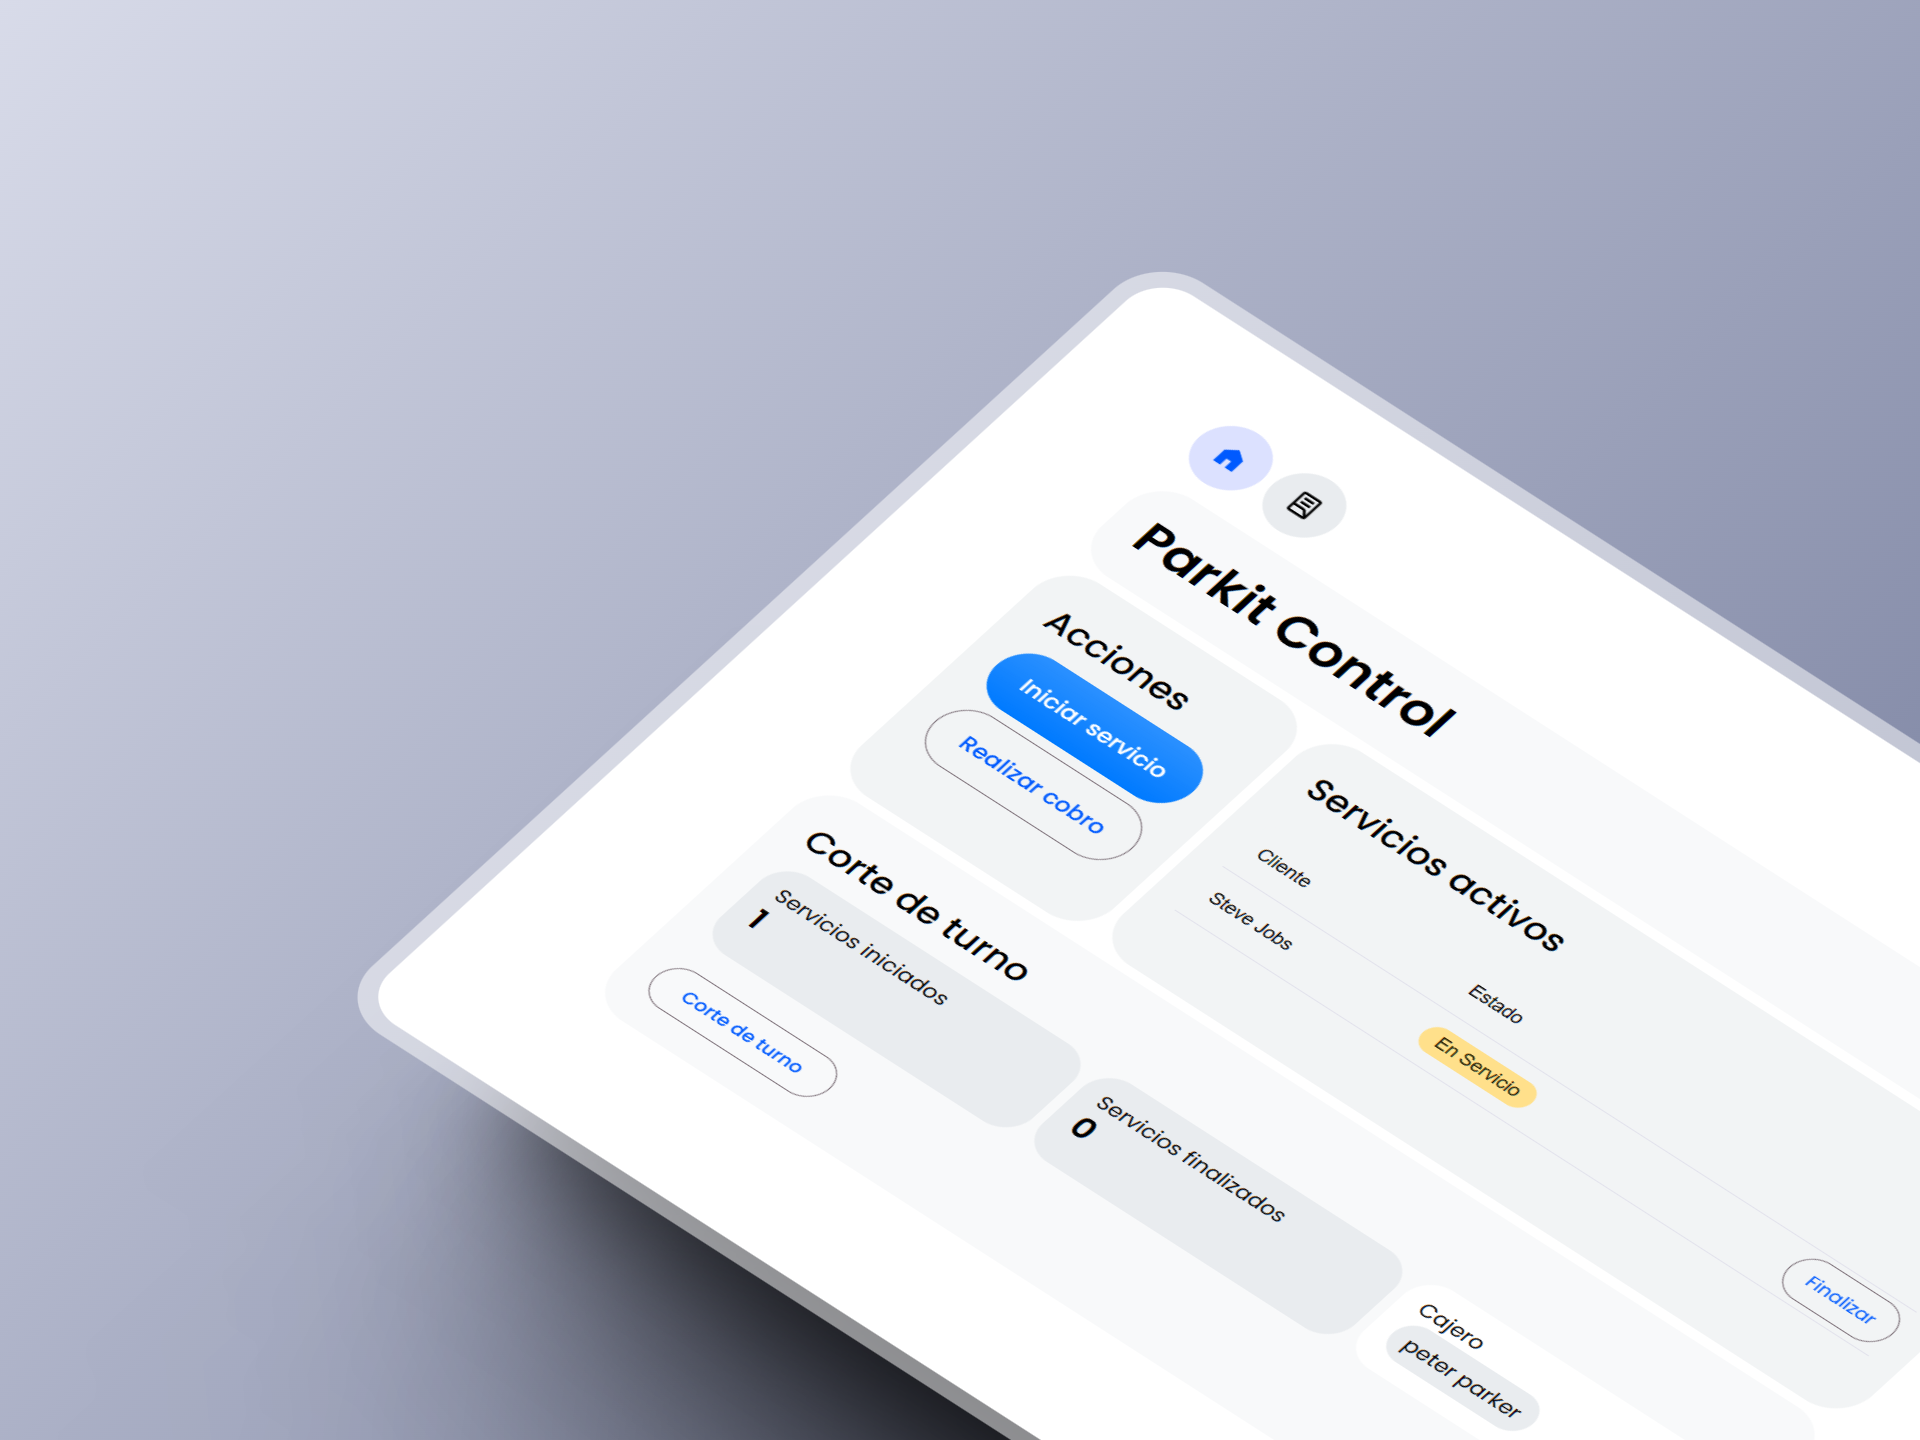 Parkit Control
Acciones
Iniciar servicio
Realizar cobro
Servicios activos
Cliente
Estado
Steve Jobs
En Servicio
Finalizar
Corte de turno
Servicios iniciados
1
Servicios finalizados
0
Cajero
peter parker
Corte de turno